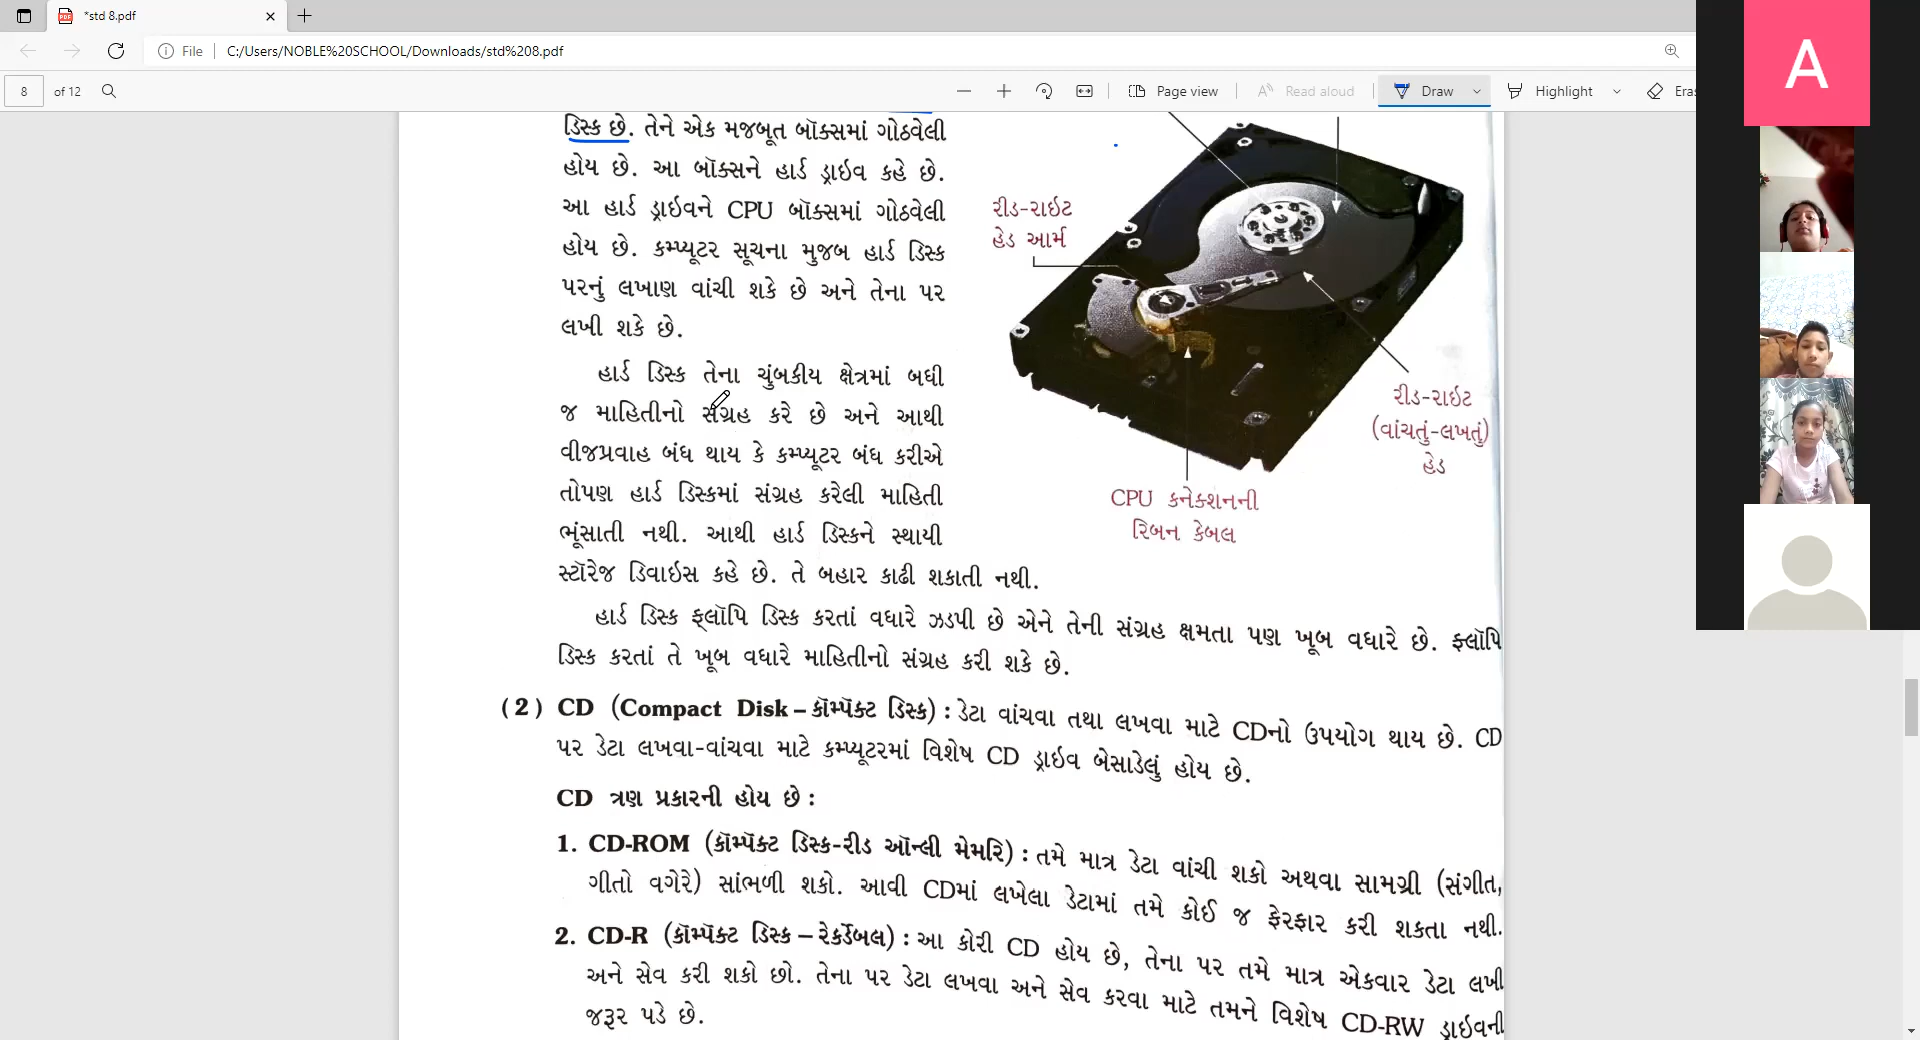 *std 8.pdf
File
C:/Users/NOBLE%20SCHOOL/Downloads/std%208.pdf
8 of 12
Page view
Read aloud
Draw
Highlight
Eras
A
ડિસ્ક છે. તેને એક મજબૂત બૉક્સમાં ગોઠવેલી
હોય છે. આ બૉક્સને હાર્ડ ડ્રાઇવ કહે છે.
આ હાર્ડ ડ્રાઇવને CPU બૉક્સમાં ગોઠવેલી
હોય છે. કમ્પ્યૂટર સૂચના મુજબ હાર્ડ ડિસ્ક
પરનું લખાણ વાંચી શકે છે અને તેના પર
લખી શકે છે.
રીડ-રાઇટ
હેડ આર્મ
રીડ-રાઇટ
(વાંચતું-લખતું)
હેડ
CPU કનેક્શનની
રિબન કેબલ
હાર્ડ ડિસ્ક તેના ચુંબકીય ક્ષેત્રમાં બધી
જ માહિતીનો સંગ્રહ કરે છે અને આથી
વીજપ્રવાહ બંધ થાય કે કમ્પ્યૂટર બંધ કરીએ
તોપણ હાર્ડ ડિસ્કમાં સંગ્રહ કરેલી માહિતી
ભૂંસાતી નથી. આથી હાર્ડ ડિસ્કને સ્થાયી
સ્ટૉરેજ ડિવાઇસ કહે છે. તે બહાર કાઢી શકાતી નથી.
હાર્ડ ડિસ્ક ફ્લૉપિ ડિસ્ક કરતાં વધારે ઝડપી છે એને તેની સંગ્રહ ક્ષમતા પણ ખૂબ વધારે છે. ફ્લૉપિ
ડિસ્ક કરતાં તે ખૂબ વધારે માહિતીનો સંગ્રહ કરી શકે છે.
(2) CD (Compact Disk – કૉમ્પૅક્ટ ડિસ્ક) : ડેટા વાંચવા તથા લખવા માટે CDનો ઉપયોગ થાય છે. CD
પર ડેટા લખવા-વાંચવા માટે કમ્પ્યૂટરમાં વિશેષ CD ડ્રાઇવ બેસાડેલું હોય છે.
CD ત્રણ પ્રકારની હોય છે :
1. CD-ROM (કૉમ્પૅક્ટ ડિસ્ક-રીડ ઑન્લી મેમરિ) : તમે માત્ર ડેટા વાંચી શકો અથવા સામગ્રી (સંગીત,
ગીતો વગેરે) સાંભળી શકો. આવી CDમાં લખેલા ડેટામાં તમે કોઈ જ ફેરફાર કરી શકતા નથી.
2. CD-R (કૉમ્પૅક્ટ ડિસ્ક – રેકર્ડેબલ) : આ કોરી CD હોય છે, તેના પર તમે માત્ર એકવાર ડેટા લખી
અને સેવ કરી શકો છો. તેના પર ડેટા લખવા અને સેવ કરવા માટે તમને વિશેષ CD-RW ડ્રાઇવની
જરૂર પડે છે.